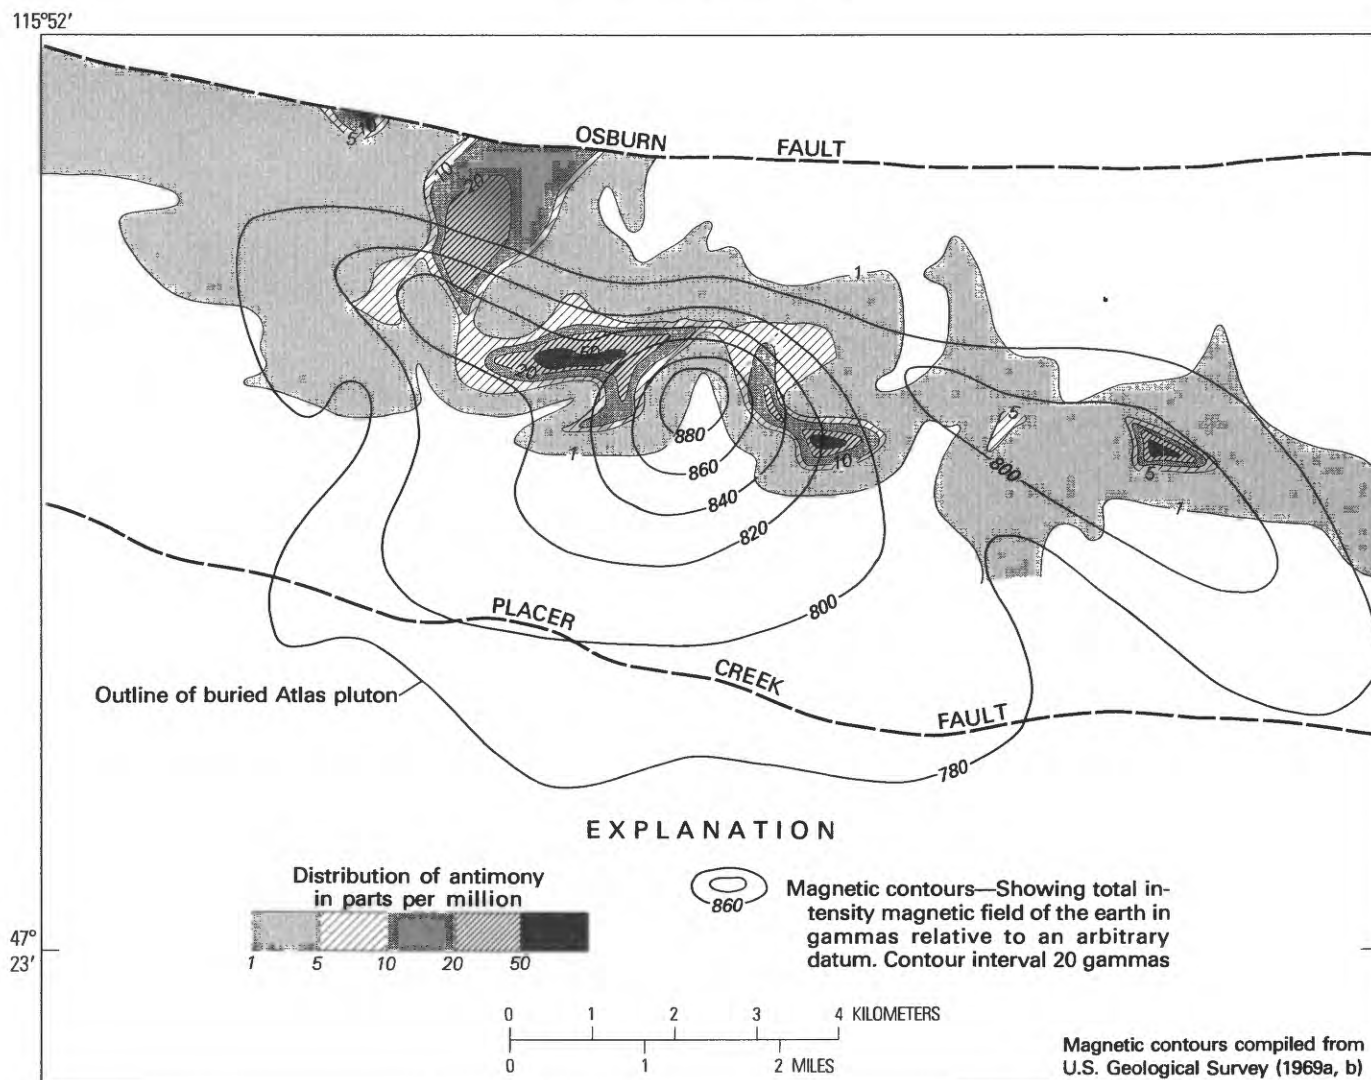 115°52′
OSBURN FAULT
10
5
10
20
1
50
20
5
800
5
1
880
860
10
1
840
820
800
PLACER
CREEK
FAULT
Outline of buried Atlas pluton
780
EXPLANATION
Distribution of antimony
in parts per million
1 5 10 20 50
860
Magnetic contours—Showing total in-
tensity magnetic field of the earth in
gammas relative to an arbitrary
datum. Contour interval 20 gammas
47°
23′
0 1 2 3 4 KILOMETERS
0 1 2 MILES
Magnetic contours compiled from
U.S. Geological Survey (1969a, b)